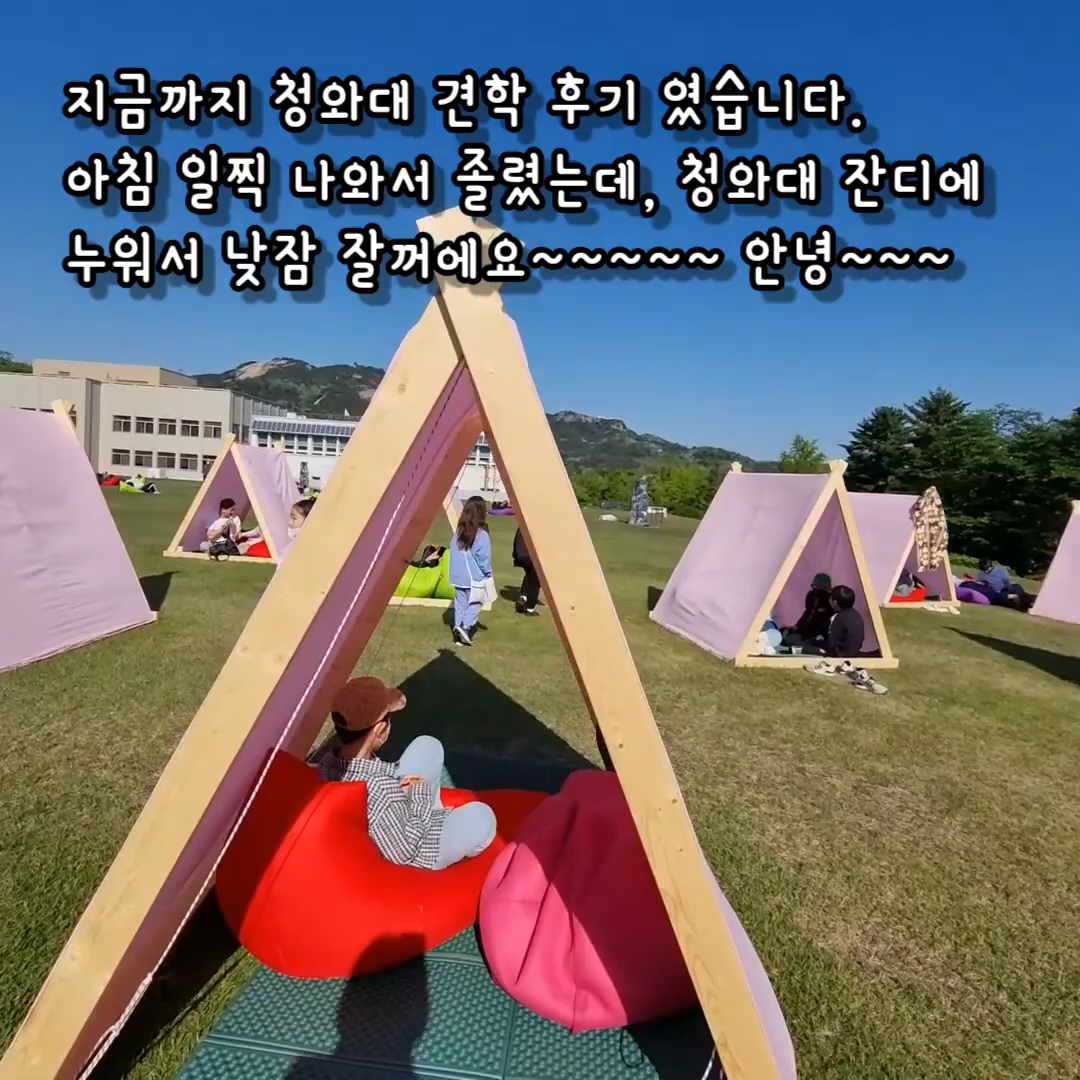 지금까지 청와대 견학 후기 였습니다.
아침 일찍 나와서 졸렸는데, 청와대 잔디에
누워서 낮잠 잘꺼에요~~~~~ 안녕~~~